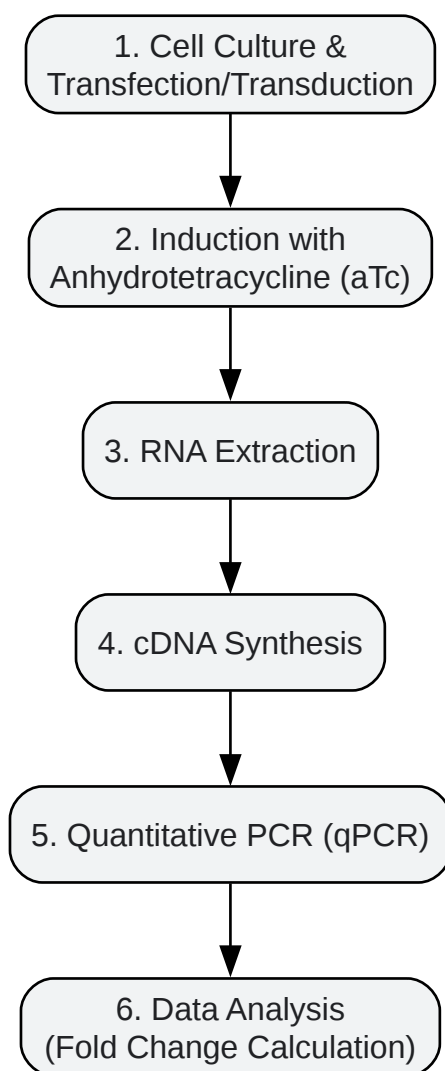 1. Cell Culture &
Transfection/Transduction
2. Induction with
Anhydrotetracycline (aTc)
3. RNA Extraction
4. cDNA Synthesis
5. Quantitative PCR (qPCR)
6. Data Analysis
(Fold Change Calculation)